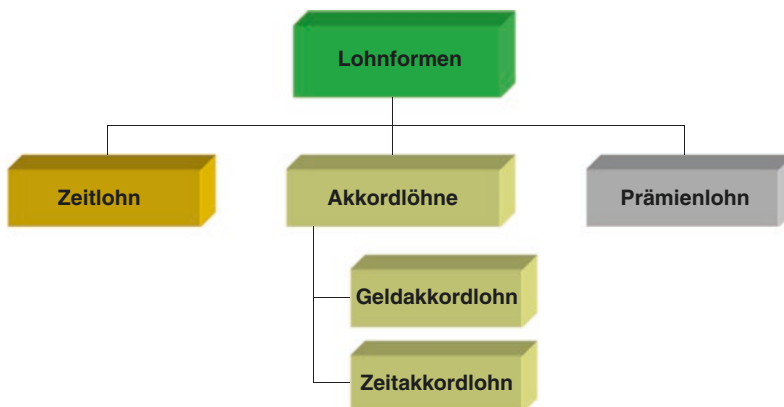 Lohnformen
Zeitlohn
Akkordlöhne
Prämienlohn
Geldakkordlohn
Zeitakkordlohn